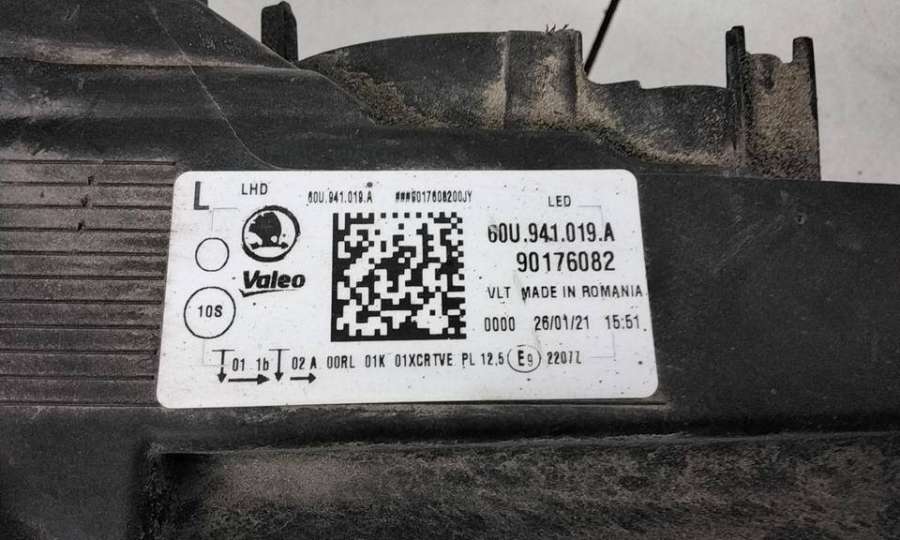 L LHD 60U.941.019.A ###9017608200JY LED
60U.941.019.A
90176082
Valeo
VLT MADE IN ROMANIA
10S
0000 26/01/21 15:51
01 1b 02 A 00RL 01K 01XCRTVE PL 12.5 E9 2207Z